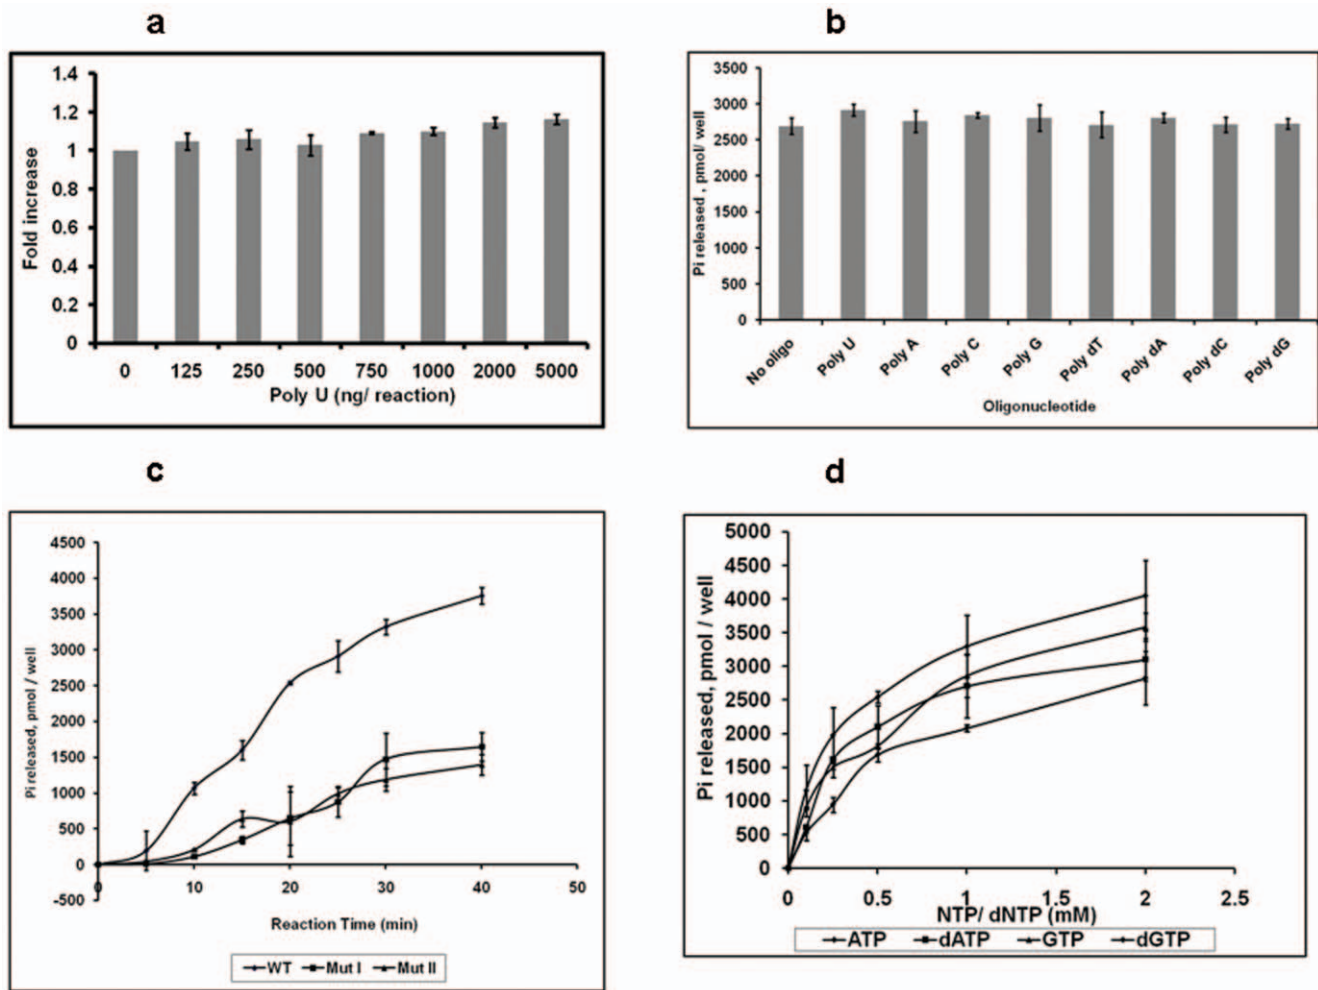 a
1.4
1.2
1
0.8
0.6
0.4
0.2
0
Fold increase
0 125 250 500 750 1000 2000 5000
Poly U (ng/ reaction)
b
3500
3000
2500
2000
1500
1000
500
0
Pi released , pmol/ well
No oligo Poly U Poly A Poly C Poly G Poly dT Poly dA Poly dC Poly dG
Oligonucleotide
c
4500
4000
3500
3000
2500
2000
1500
1000
500
0
-500
Pi released, pmol / well
0 10 20 30 40 50
Reaction Time (min)
WT Mut I Mut II
d
5000
4500
4000
3500
3000
2500
2000
1500
1000
500
0
Pi released, pmol / well
0 0.5 1 1.5 2 2.5
NTP/ dNTP (mM)
ATP dATP GTP dGTP